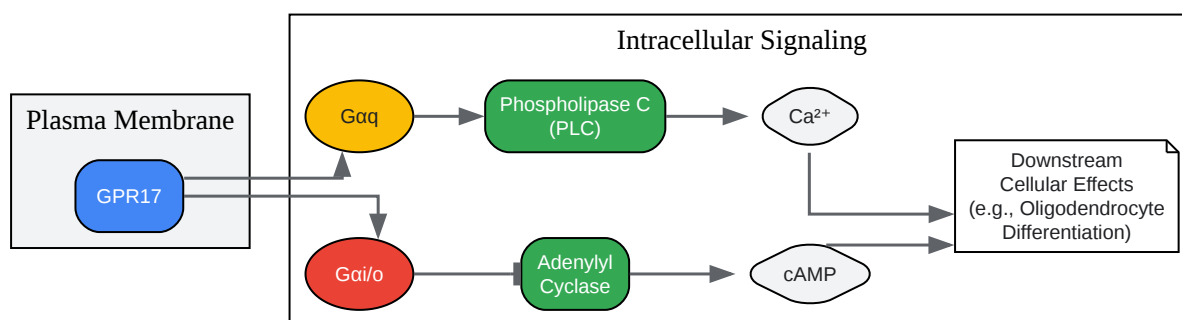 Intracellular Signaling
Plasma Membrane
GPR17
Gαq
Phospholipase C
(PLC)
Ca²⁺
Gαi/o
Adenylyl
Cyclase
cAMP
Downstream
Cellular Effects
(e.g., Oligodendrocyte
Differentiation)